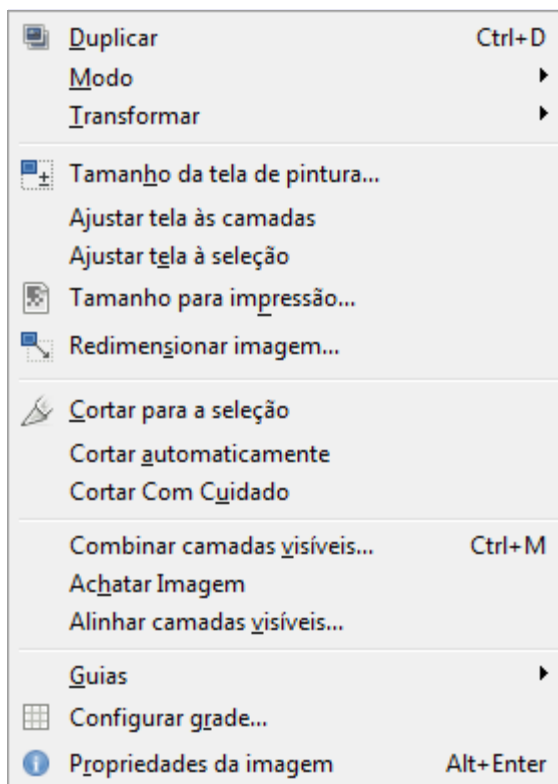 Duplicar Ctrl+D
Modo
Transformar
Tamanho da tela de pintura...
Ajustar tela às camadas
Ajustar tela à seleção
Tamanho para impressão...
Redimensionar imagem...
Cortar para a seleção
Cortar automaticamente
Cortar Com Cuidado
Combinar camadas visíveis... Ctrl+M
Achatar Imagem
Alinhar camadas visíveis...
Guias
Configurar grade...
Propriedades da imagem Alt+Enter